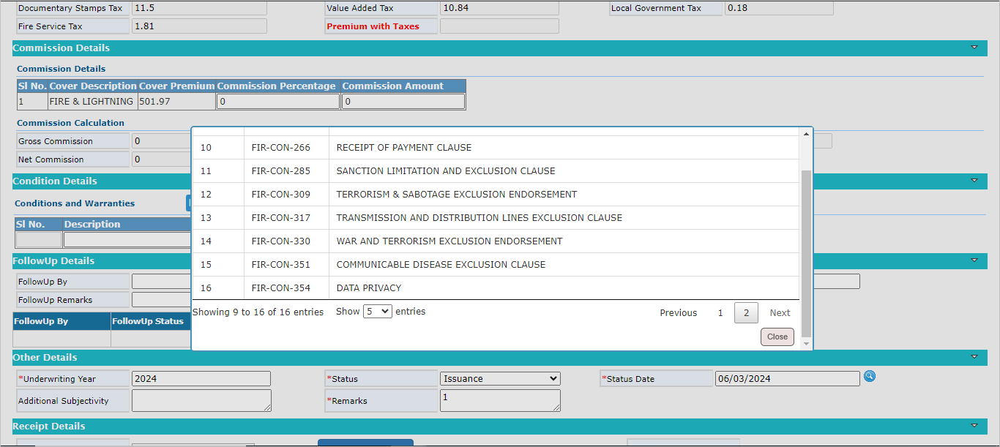 Documentary Stamps Tax 11.5 Value Added Tax 10.84 Local Government Tax 0.18
Fire Service Tax 1.81 Premium with Taxes
Commission Details
Commission Details
Sl No. Cover Description Cover Premium Commission Percentage Commission Amount
1 FIRE & LIGHTNING 501.97 0 0
Commission Calculation
Gross Commission 0
Net Commission 0
Condition Details
Conditions and Warranties
Sl No. Description
FollowUp Details
FollowUp By
FollowUp Remarks
FollowUp By FollowUp Status
10 FIR-CON-266 RECEIPT OF PAYMENT CLAUSE
11 FIR-CON-285 SANCTION LIMITATION AND EXCLUSION CLAUSE
12 FIR-CON-309 TERRORISM & SABOTAGE EXCLUSION ENDORSEMENT
13 FIR-CON-317 TRANSMISSION AND DISTRIBUTION LINES EXCLUSION CLAUSE
14 FIR-CON-330 WAR AND TERRORISM EXCLUSION ENDORSEMENT
15 FIR-CON-351 COMMUNICABLE DISEASE EXCLUSION CLAUSE
16 FIR-CON-354 DATA PRIVACY
Showing 9 to 16 of 16 entries Show 5 entries Previous 1 2 Next
Close
Other Details
*Underwriting Year 2024 *Status Issuance *Status Date 06/03/2024
Additional Subjectivity *Remarks 1
Receipt Details